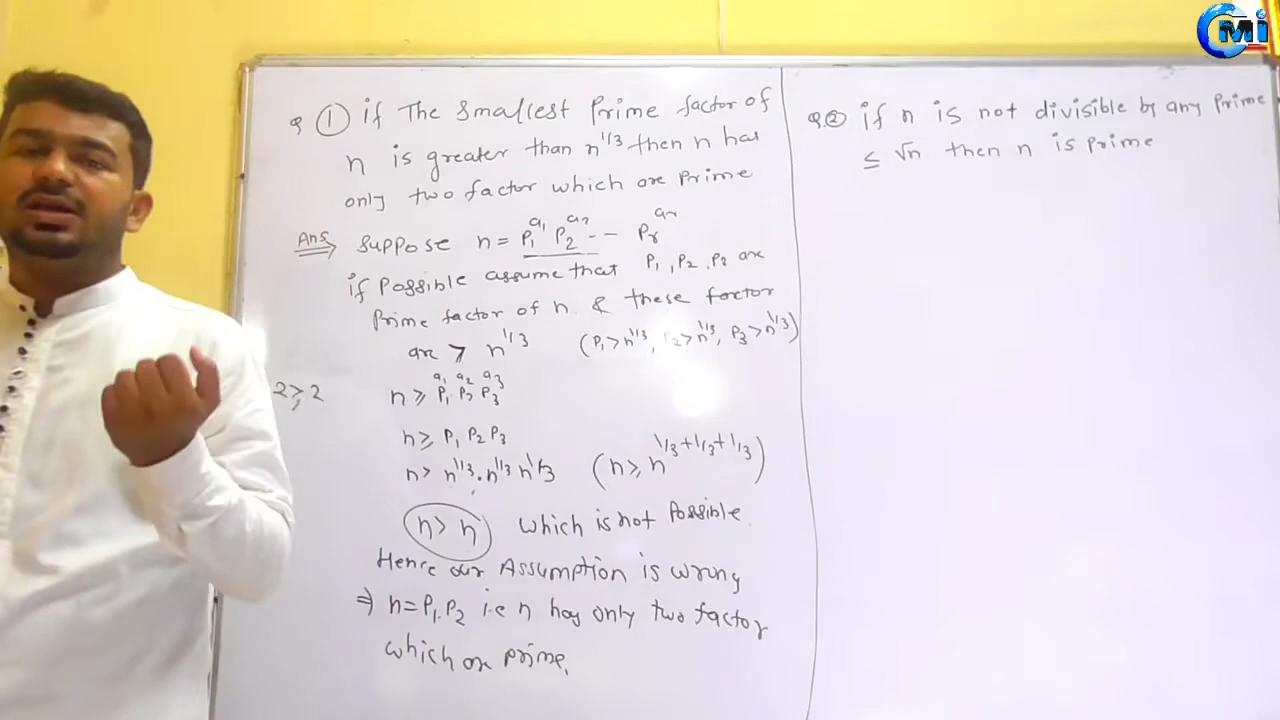 Q ① if The smallest Prime factor of
n is greater than n^1/3 then n has
only two factor which are prime
Ans ⇒ Suppose n = P₁^a₁ P₂^a₂ -- Pr^ar
if possible assume that P₁, P₂, P₃ are
Prime factor of n & these factor
are > n^1/3 (P₁>n^1/3, P₂>n^1/3, P₃>n^1/3)
2≥2
n ≥ P₁^a₁ P₂^a₂ P₃^a₃
n ≥ P₁ P₂ P₃
n > n^1/3 . n^1/3 n^1/3 (n ≥ n^1/3+1/3+1/3)
n > n which is not Possible
Hence our Assumption is wrong
⇒ n = P₁.P₂ i.e n has only two factor
which are prime.
Q.② if n is not divisible by any Prime
≤ √n then n is prime
Mi